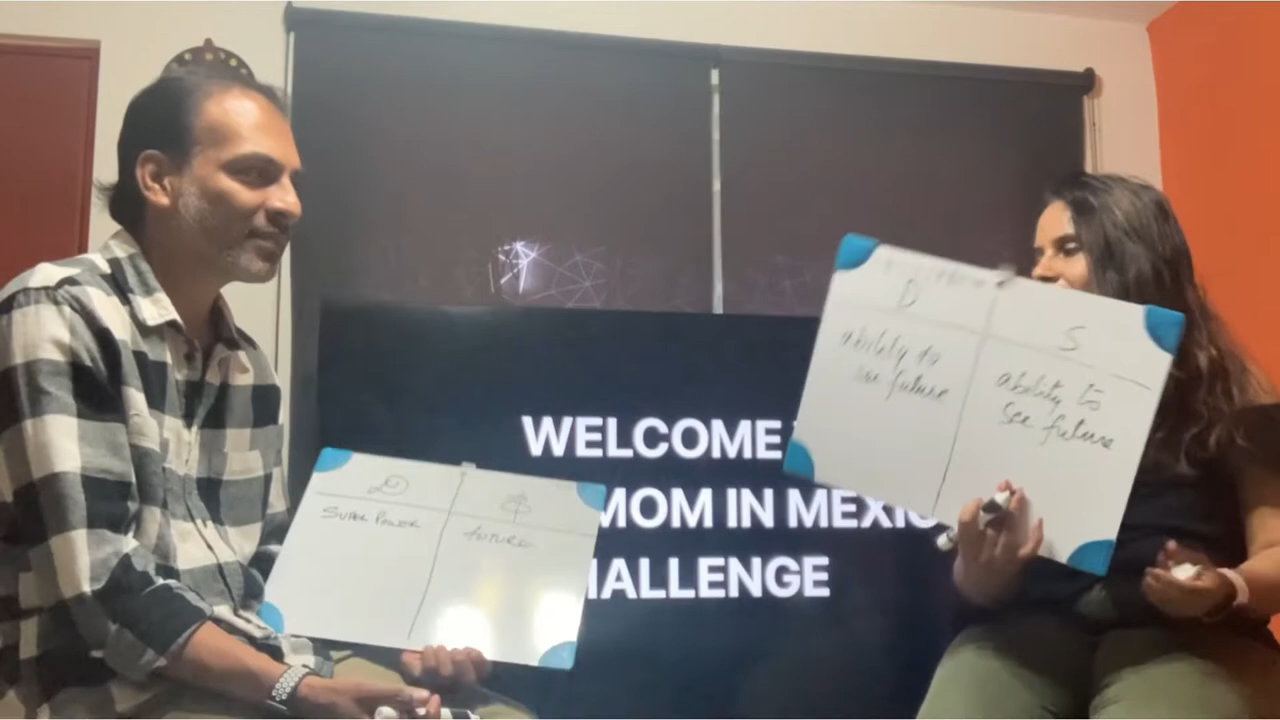 WELCOME
MOM IN MEXIC
HALLENGE
D
SUPER POWER
FUTURE
D
S
ability to
see future
ability to
see future